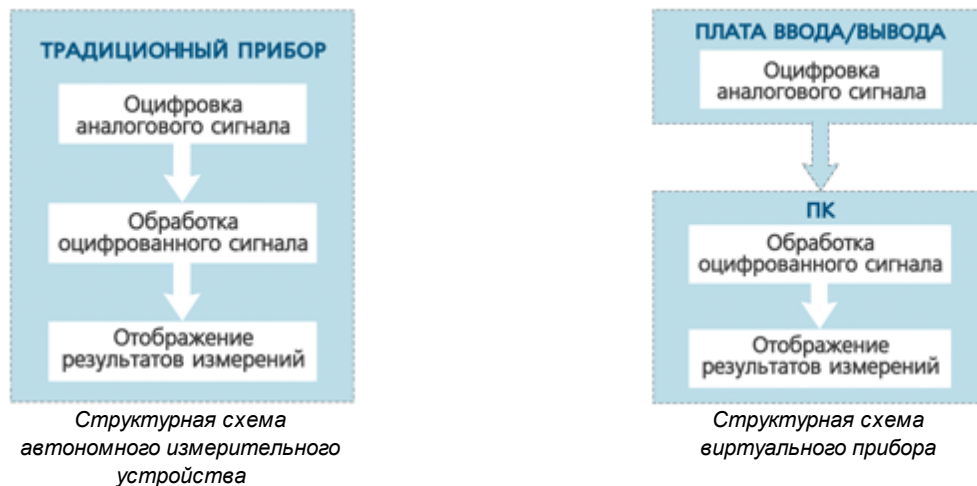 ТРАДИЦИОННЫЙ ПРИБОР
Оцифровка
аналогового сигнала
Обработка
оцифрованного сигнала
Отображение
результатов измерений
Структурная схема
автономного измерительного
устройства
ПЛАТА ВВОДА/ВЫВОДА
Оцифровка
аналогового сигнала
ПК
Обработка
оцифрованного сигнала
Отображение
результатов измерений
Структурная схема
виртуального прибора